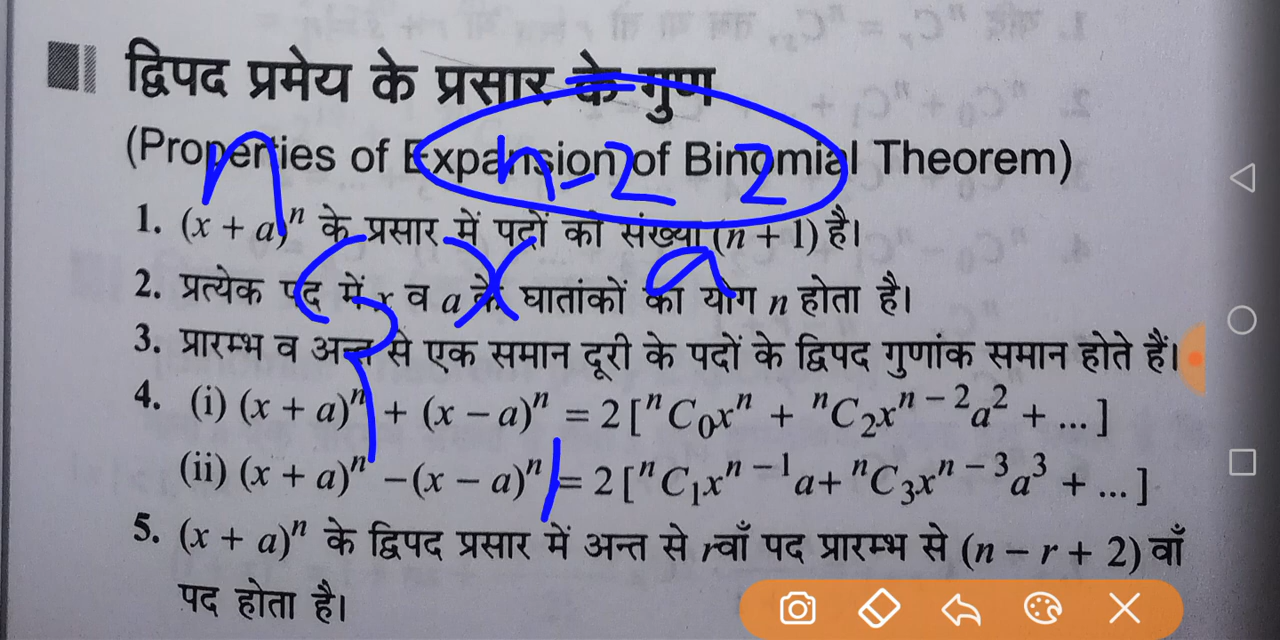 द्विपद प्रमेय के प्रसार के गुण
(Properties of Expansion of Binomial Theorem)
n n-2 2
1. (x + a)ⁿ के प्रसार में पदों की संख्या (n + 1) है।
2. प्रत्येक पद में x व a के घातांकों का योग n होता है।
3. प्रारम्भ व अन्त से एक समान दूरी के पदों के द्विपद गुणांक समान होते हैं।
4. (i) (x + a)ⁿ + (x – a)ⁿ = 2 [ⁿC₀xⁿ + ⁿC₂xⁿ⁻²a² + ... ]
(ii) (x + a)ⁿ –(x – a)ⁿ = 2 [ⁿC₁xⁿ⁻¹a+ ⁿC₃xⁿ⁻³a³ + ... ]
5. (x + a)ⁿ के द्विपद प्रसार में अन्त से rवाँ पद प्रारम्भ से (n – r + 2) वाँ
पद होता है।